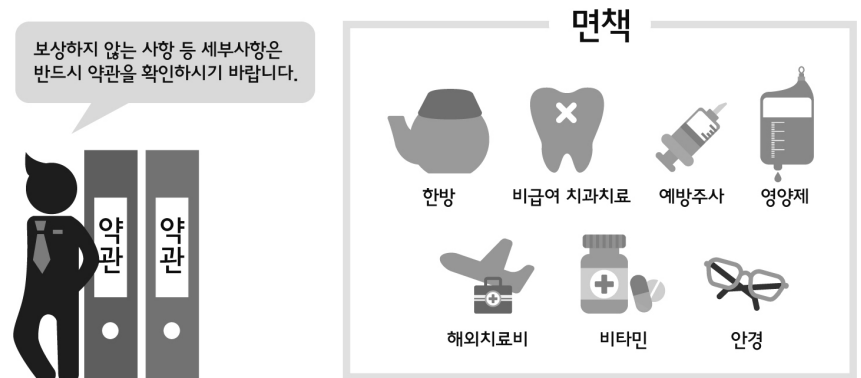 보상하지 않는 사항 등 세부사항은
반드시 약관을 확인하시기 바랍니다.
약관
약관
면책
한방
비급여 치과치료
예방주사
영양제
해외치료비
비타민
안경